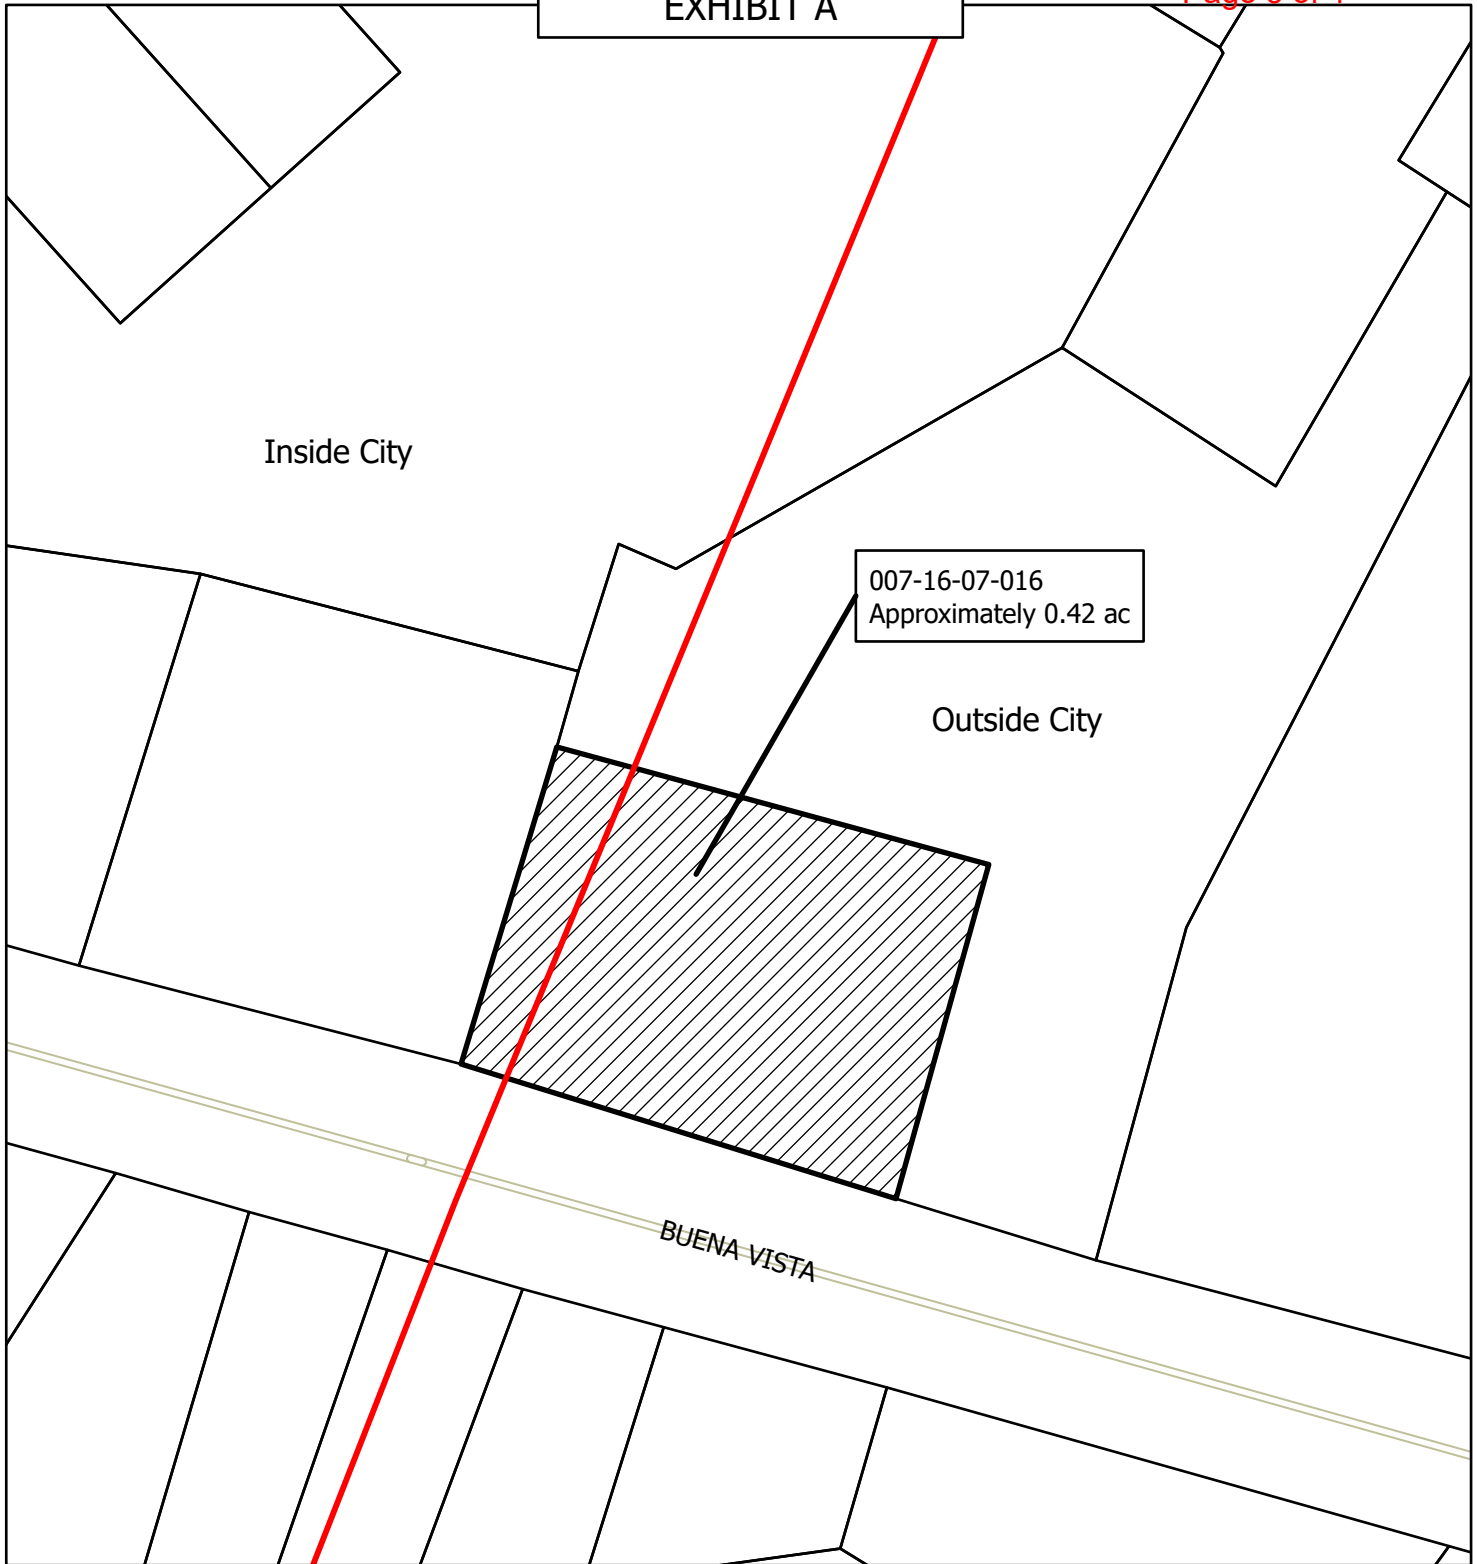 EXHIBIT A
Inside City
007-16-07-016
Approximately 0.42 ac
Outside City
BUENA VISTA